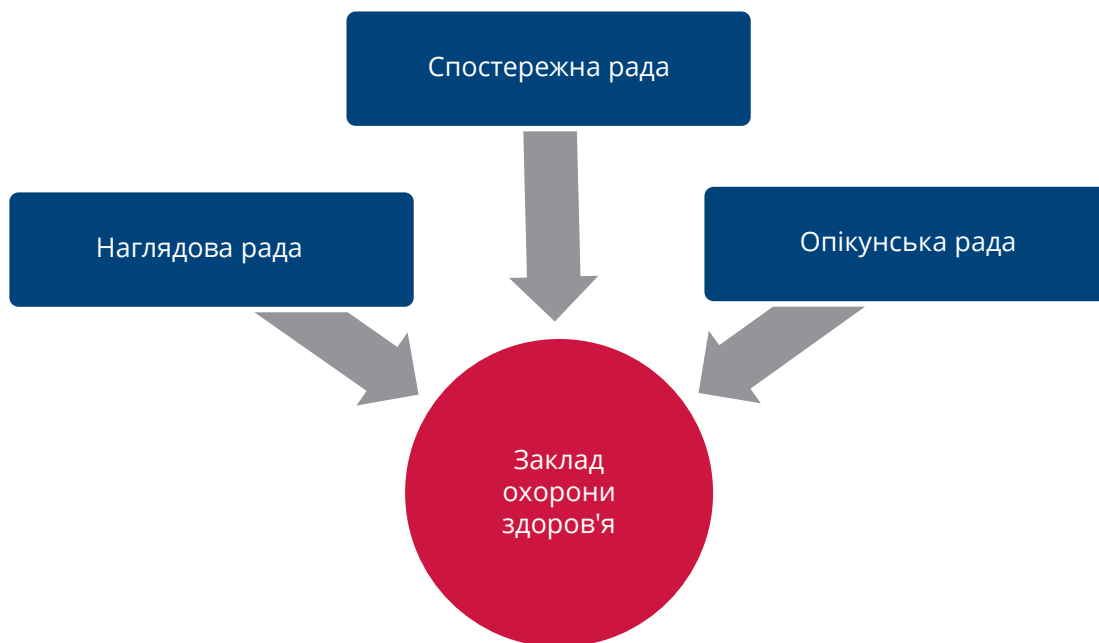 Спостережна рада
Наглядова рада
Опікунська рада
Заклад
охорони
здоров'я